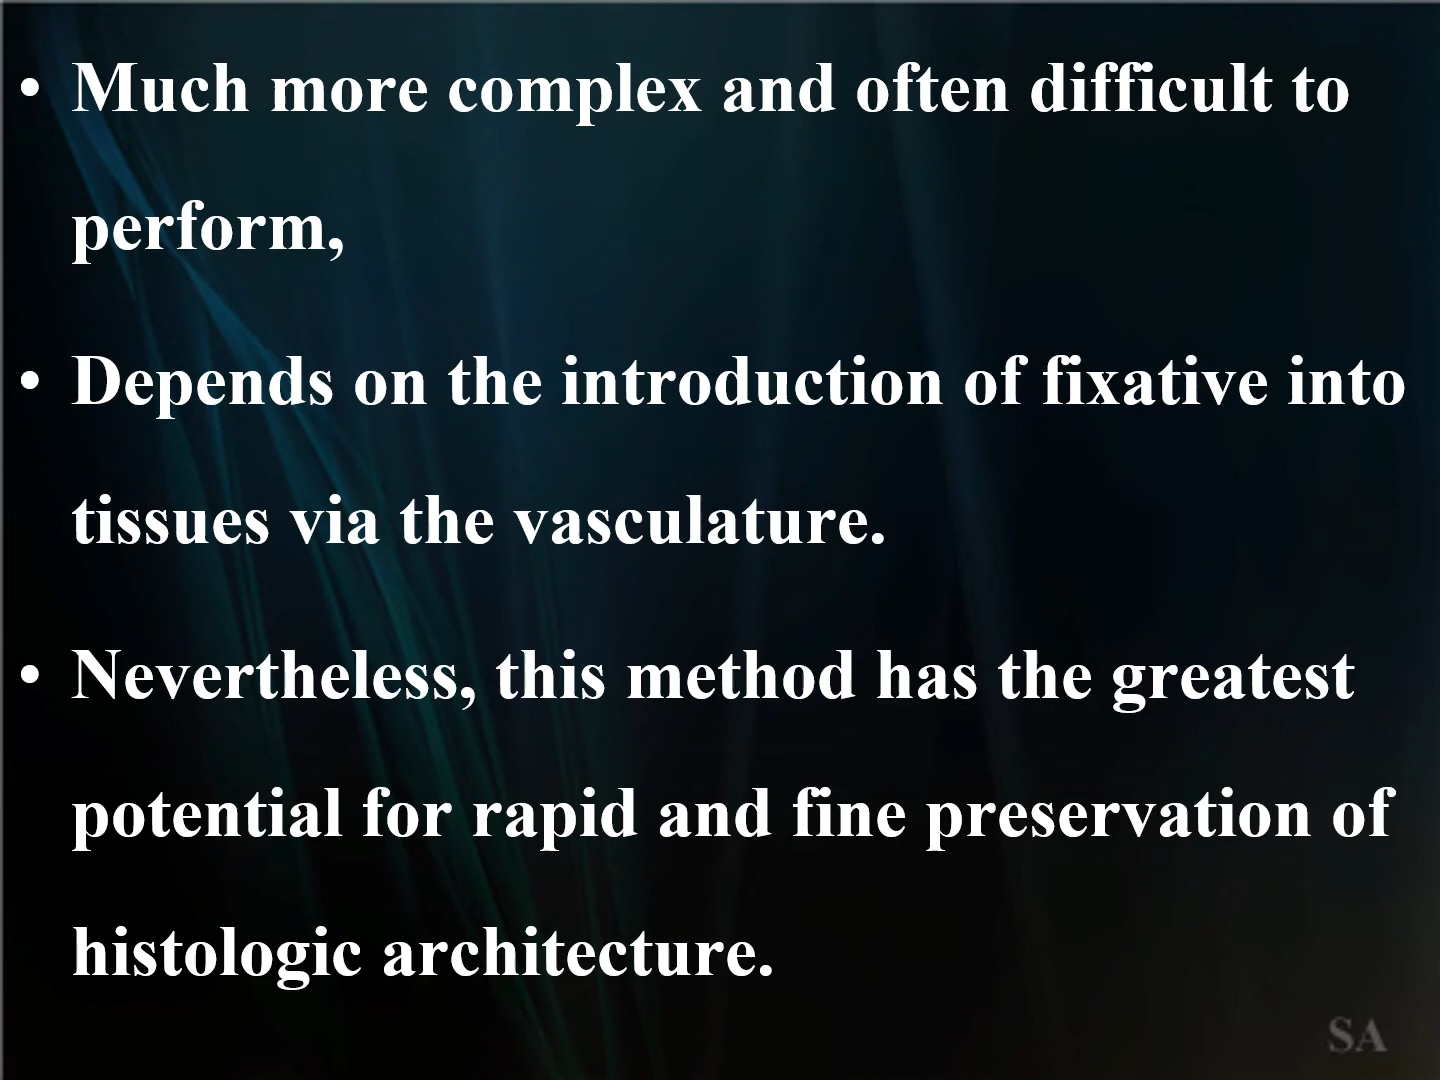 • Much more complex and often difficult to
perform,
• Depends on the introduction of fixative into
tissues via the vasculature.
• Nevertheless, this method has the greatest
potential for rapid and fine preservation of
histologic architecture.
SA